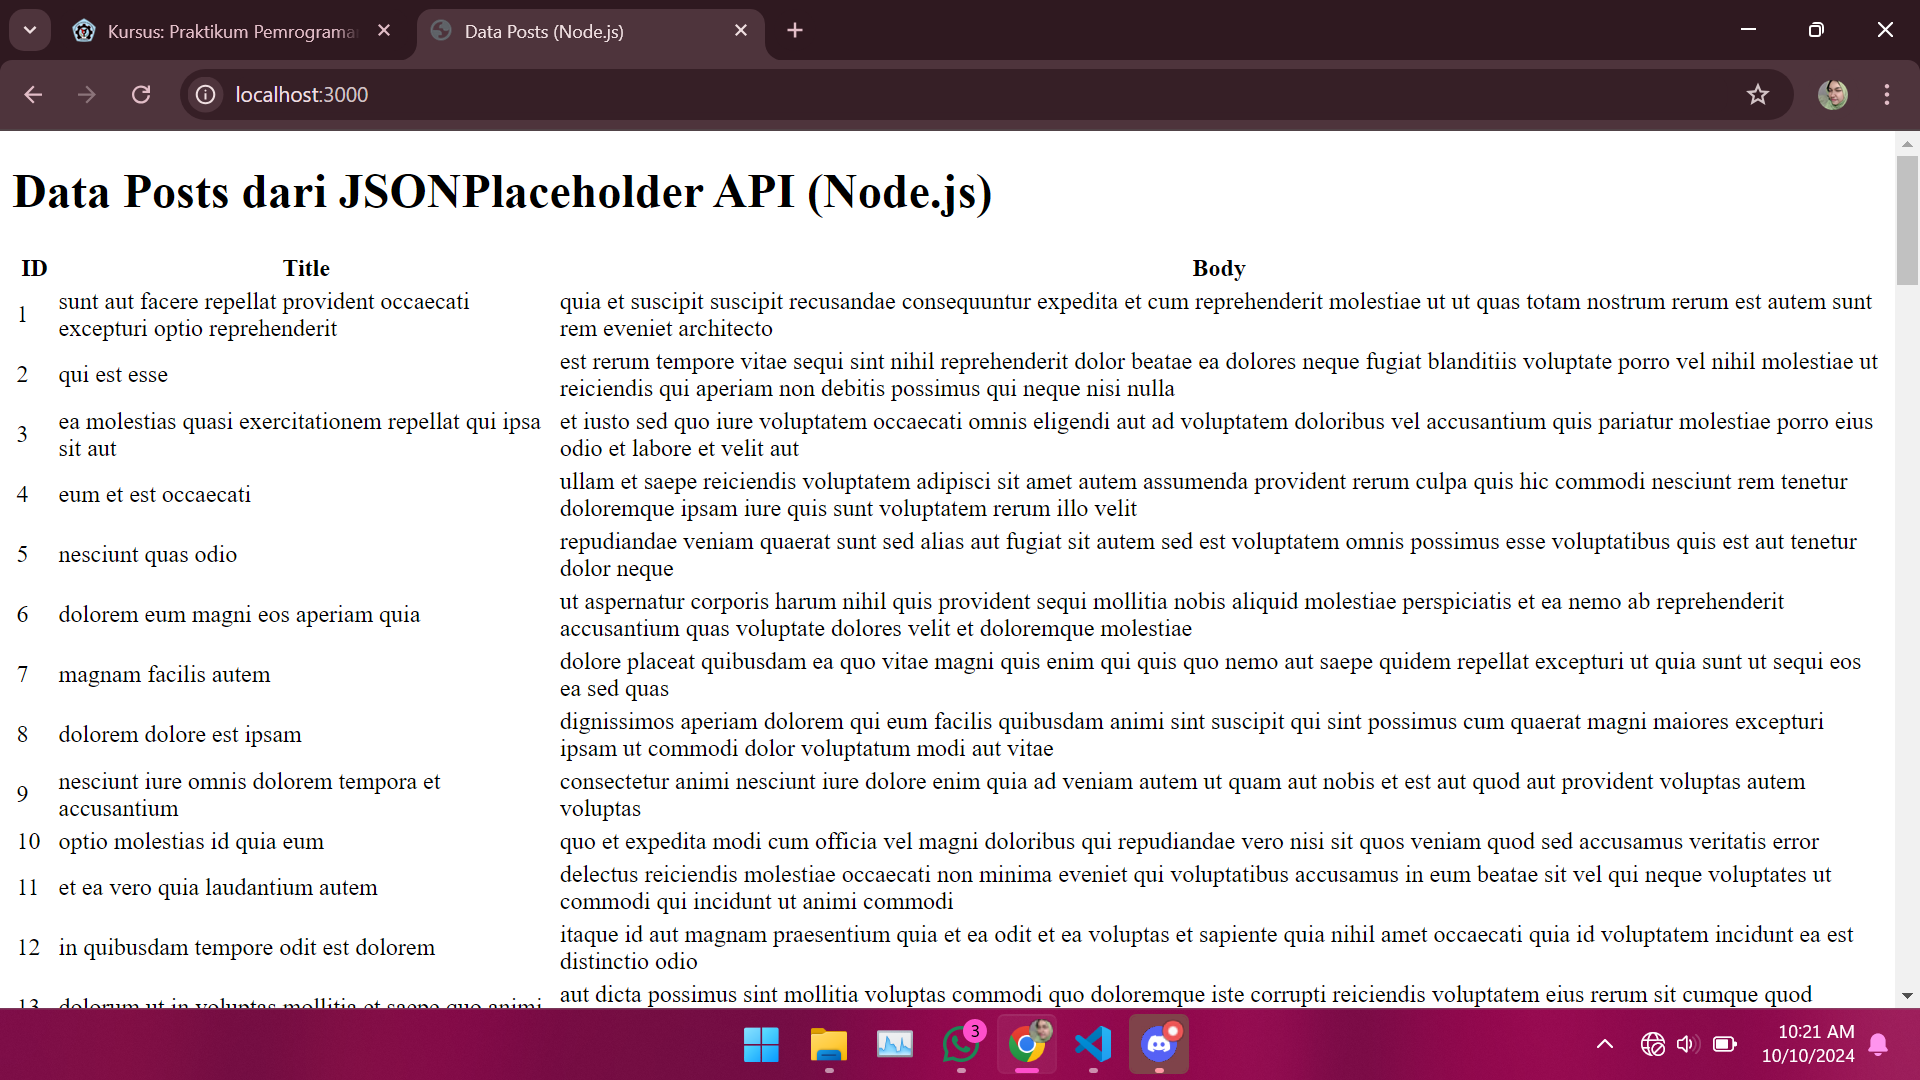 Kursus: Praktikum Pemrograma
Data Posts (Node.js)
localhost:3000
Data Posts dari JSONPlaceholder API (Node.js)
ID Title Body
1 sunt aut facere repellat provident occaecati
excepturi optio reprehenderit
quia et suscipit suscipit recusandae consequuntur expedita et cum reprehenderit molestiae ut ut quas totam nostrum rerum est autem sunt
rem eveniet architecto
2 qui est esse
est rerum tempore vitae sequi sint nihil reprehenderit dolor beatae ea dolores neque fugiat blanditiis voluptate porro vel nihil molestiae ut
reiciendis qui aperiam non debitis possimus qui neque nisi nulla
3 ea molestias quasi exercitationem repellat qui ipsa
sit aut
et iusto sed quo iure voluptatem occaecati omnis eligendi aut ad voluptatem doloribus vel accusantium quis pariatur molestiae porro eius
odio et labore et velit aut
4 eum et est occaecati
ullam et saepe reiciendis voluptatem adipisci sit amet autem assumenda provident rerum culpa quis hic commodi nesciunt rem tenetur
doloremque ipsam iure quis sunt voluptatem rerum illo velit
5 nesciunt quas odio
repudiandae veniam quaerat sunt sed alias aut fugiat sit autem sed est voluptatem omnis possimus esse voluptatibus quis est aut tenetur
dolor neque
6 dolorem eum magni eos aperiam quia
ut aspernatur corporis harum nihil quis provident sequi mollitia nobis aliquid molestiae perspiciatis et ea nemo ab reprehenderit
accusantium quas voluptate dolores velit et doloremque molestiae
7 magnam facilis autem
dolore placeat quibusdam ea quo vitae magni quis enim qui quis quo nemo aut saepe quidem repellat excepturi ut quia sunt ut sequi eos
ea sed quas
8 dolorem dolore est ipsam
dignissimos aperiam dolorem qui eum facilis quibusdam animi sint suscipit qui sint possimus cum quaerat magni maiores excepturi
ipsam ut commodi dolor voluptatum modi aut vitae
9 nesciunt iure omnis dolorem tempora et
accusantium
consectetur animi nesciunt iure dolore enim quia ad veniam autem ut quam aut nobis et est aut quod aut provident voluptas autem
voluptas
10 optio molestias id quia eum
quo et expedita modi cum officia vel magni doloribus qui repudiandae vero nisi sit quos veniam quod sed accusamus veritatis error
11 et ea vero quia laudantium autem
delectus reiciendis molestiae occaecati non minima eveniet qui voluptatibus accusamus in eum beatae sit vel qui neque voluptates ut
commodi qui incidunt ut animi commodi
12 in quibusdam tempore odit est dolorem
itaque id aut magnam praesentium quia et ea odit et ea voluptas et sapiente quia nihil amet occaecati quia id voluptatem incidunt ea est
distinctio odio
13 dolorum ut in voluptas mollitia et saepe quo animi
aut dicta possimus sint mollitia voluptas commodi quo doloremque iste corrupti reiciendis voluptatem eius rerum sit cumque quod
3
10:21 AM
10/10/2024